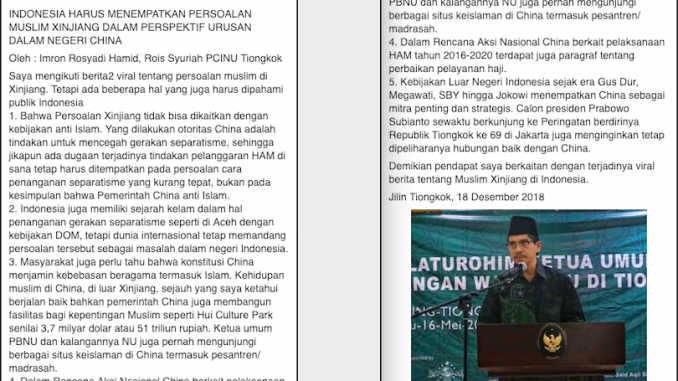 INDONESIA HARUS MENEMPATKAN PERSOALAN
MUSLIM XINJIANG DALAM PERSPEKTIF URUSAN
DALAM NEGERI CHINA
Oleh : Imron Rosyadi Hamid, Rois Syuriah PCINU Tiongkok
Saya mengikuti berita2 viral tentang persoalan muslim di
Xinjiang. Tetapi ada beberapa hal yang juga harus dipahami
publik Indonesia
1. Bahwa Persoalan Xinjiang tidak bisa dikaitkan dengan
kebijakan anti Islam. Yang dilakukan otoritas China adalah
tindakan untuk mencegah gerakan separatisme, sehingga
jikapun ada dugaan terjadinya tindakan pelanggaran HAM di
sana tetap harus ditempatkan pada persoalan cara
penanganan separatisme yang kurang tepat, bukan pada
kesimpulan bahwa Pemerintah China anti Islam.
2. Indonesia juga memiliki sejarah kelam dalam hal
penanganan gerakan separatisme seperti di Aceh dengan
kebijakan DOM, tetapi dunia internasional tetap memandang
persoalan tersebut sebagai masalah dalam negeri Indonesia.
3. Masyarakat juga perlu tahu bahwa konstitusi China
menjamin kebebasan beragama termasuk Islam. Kehidupan
muslim di China, di luar Xinjiang, sejauh yang saya ketahui
berjalan baik bahkan pemerintah China juga membangun
fasilitas bagi kepentingan Muslim seperti Hui Culture Park
senilai 3,7 milyar dolar atau 51 triliun rupiah. Ketua umum
PBNU dan kalangannya NU juga pernah mengunjungi
berbagai situs keislaman di China termasuk pesantren/
madrasah.
4. Dalam Rencana Aksi Nasional China berkait pelaksanaan
PBNU dan kalangannya NU juga pernah mengunjungi
berbagai situs keislaman di China termasuk pesantren/
madrasah.
4. Dalam Rencana Aksi Nasional China berkait pelaksanaan
HAM tahun 2016-2020 terdapat juga paragraf tentang
perbaikan pelayanan haji.
5. Kebijakan Luar Negeri Indonesia sejak era Gus Dur,
Megawati, SBY hingga Jokowi menempatkan China sebagai
mitra penting dan strategis. Calon presiden Prabowo
Subianto sewaktu berkunjung ke Peringatan berdirinya
Republik Tiongkok ke 69 di Jakarta juga menginginkan tetap
dipeliharanya hubungan baik dengan China.
Demikian pendapat saya berkaitan dengan terjadinya viral
berita tentang Muslim Xinjiang di Indonesia.
Jilin Tiongkok, 18 Desember 2018
LATUROHIM KETUA UMU
NGAN W U DI TIO
UNG-TIONG
u-16-Mei-20
Said Aqil S